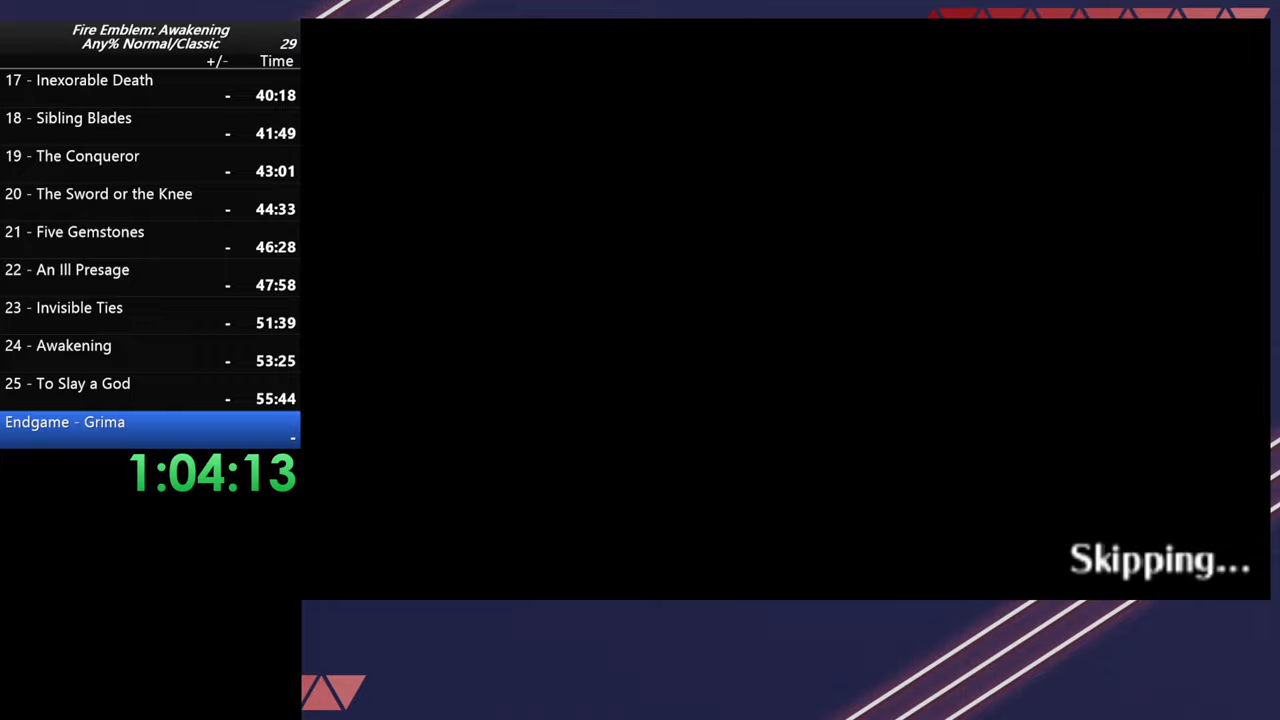 Fire Emblem: Awakening
Any% Normal/Classic 29
+/- Time
17 - Inexorable Death
- 40:18
18 - Sibling Blades
- 41:49
19 - The Conqueror
- 43:01
20 - The Sword or the Knee
- 44:33
21 - Five Gemstones
- 46:28
22 - An Ill Presage
- 47:58
23 - Invisible Ties
- 51:39
24 - Awakening
- 53:25
25 - To Slay a God
- 55:44
Endgame - Grima
-
1:04:13
Skipping...